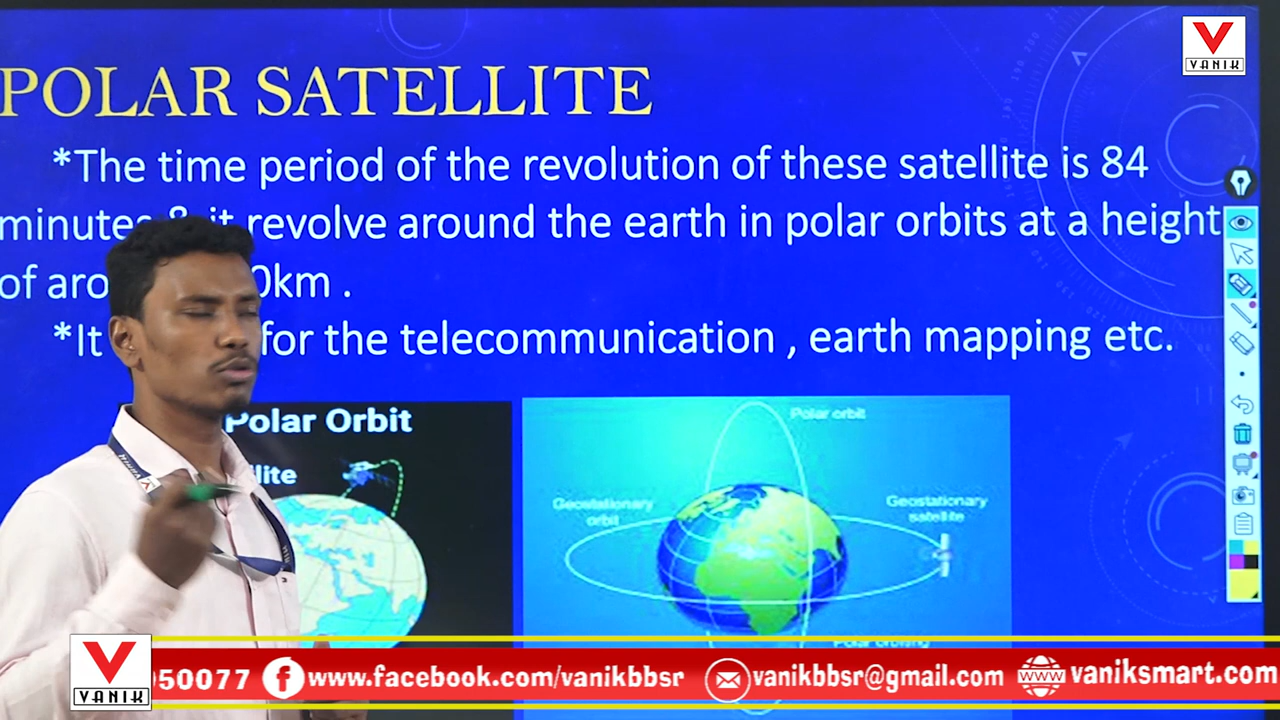 VANIK
POLAR SATELLITE
*The time period of the revolution of these satellite is 84
minutes & it revolve around the earth in polar orbits at a height
of 0km .
*It for the telecommunication , earth mapping etc.
Polar Orbit
Polar orbit
Geostationary
orbit
Geostationary
satellite
VANIK
50077 www.facebook.com/vanikbbsr vanikbbsr@gmail.com www vaniksmart.com